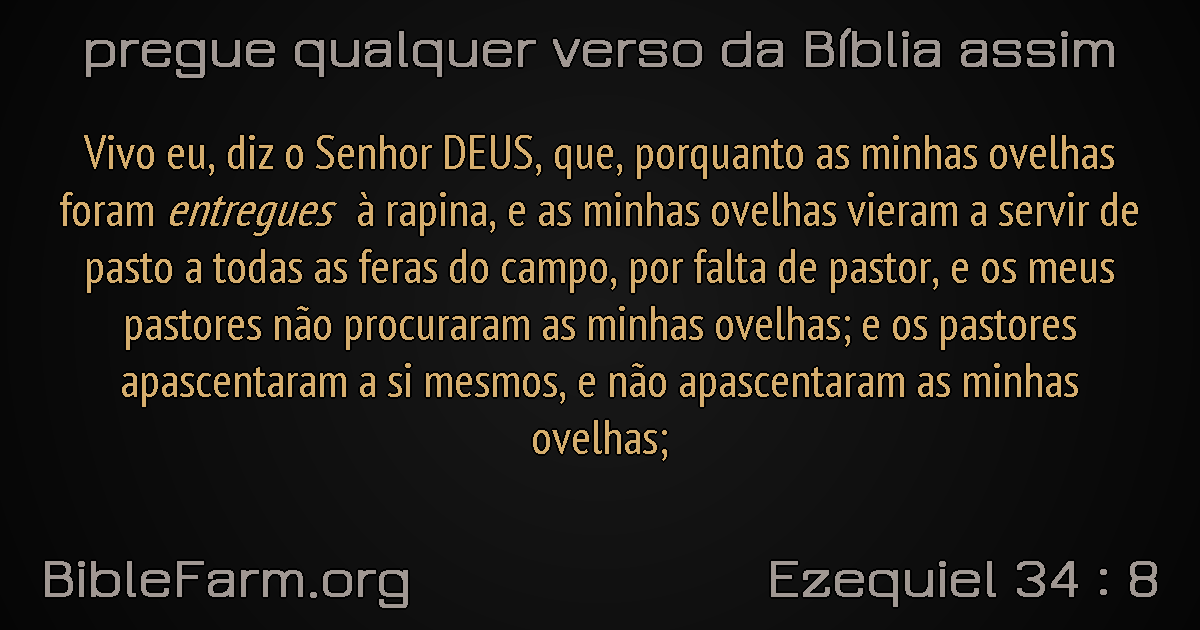 pregue qualquer verso da Bíblia assim
Vivo eu, diz o Senhor DEUS, que, porquanto as minhas ovelhas
foram entregues à rapina, e as minhas ovelhas vieram a servir de
pasto a todas as feras do campo, por falta de pastor, e os meus
pastores não procuraram as minhas ovelhas; e os pastores
apascentaram a si mesmos, e não apascentaram as minhas
ovelhas;
BibleFarm.org
Ezequiel 34 : 8